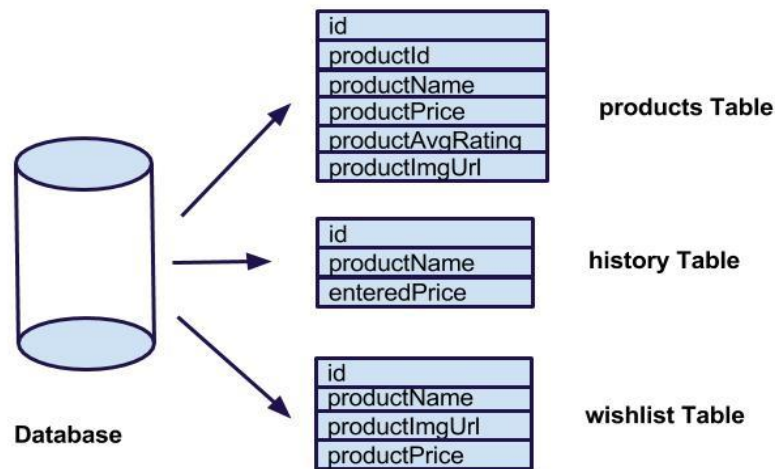 id
productId
productName
productPrice
productAvgRating
productImgUrl
products Table
id
productName
enteredPrice
history Table
id
productName
productImgUrl
productPrice
wishlist Table
Database